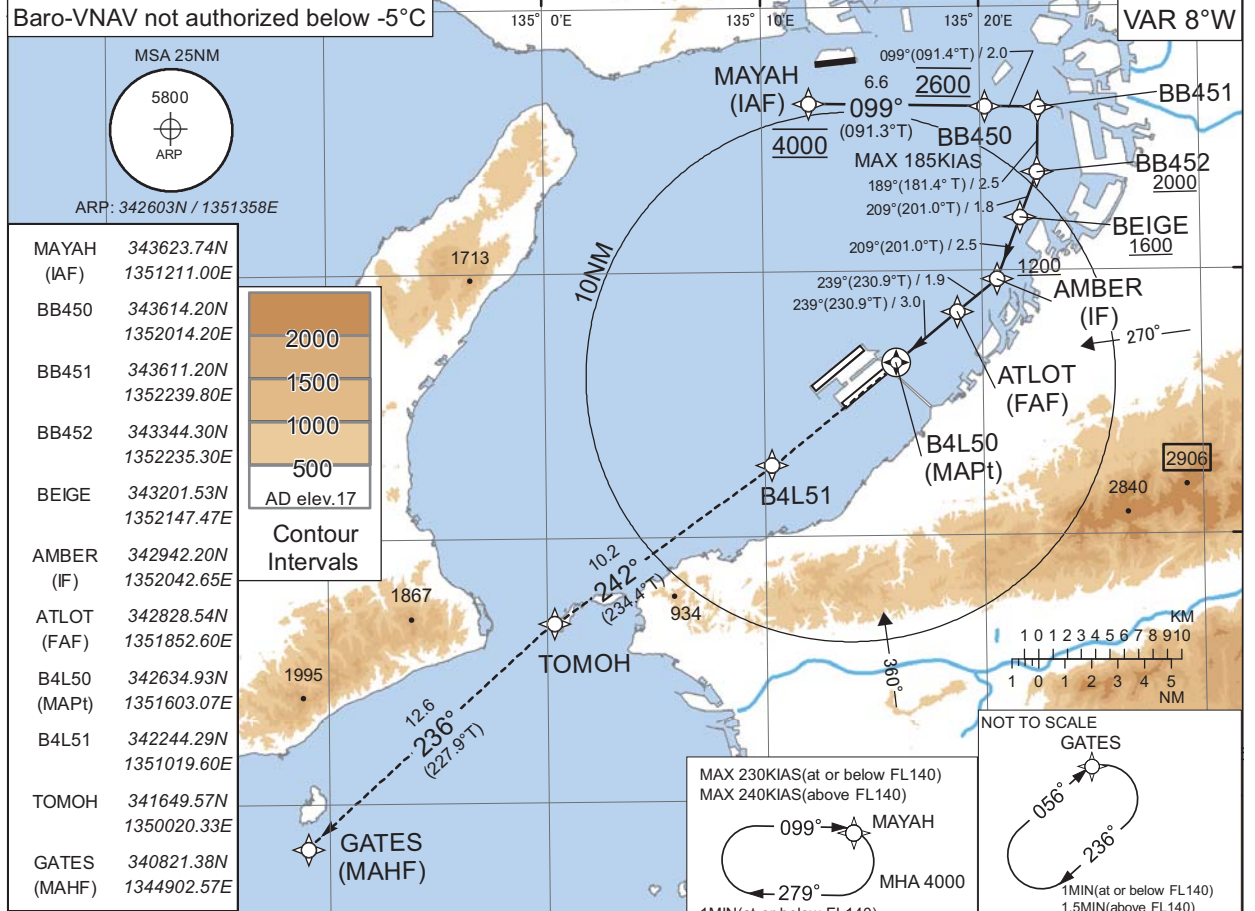 Baro-VNAV not authorized below -5°C
135° 0'E
135° 10'E
135° 20'E
VAR 8°W
MSA 25NM
5800
ARP
ARP: 342603N / 1351358E
MAYAH 343623.74N
(IAF) 1351211.00E
BB450 343614.20N
1352014.20E
BB451 343611.20N
1352239.80E
BB452 343344.30N
1352235.30E
BEIGE 343201.53N
1352147.47E
AMBER 342942.20N
(IF) 1352042.65E
ATLOT 342828.54N
(FAF) 1351852.60E
B4L50 342634.93N
(MAPt) 1351603.07E
B4L51 342244.29N
1351019.60E
TOMOH 341649.57N
1350020.33E
GATES 340821.38N
(MAHF) 1344902.57E
2000
1500
1000
500
AD elev.17
Contour
Intervals
1713
1867
1995
934
2840
2906
10NM
MAYAH
(IAF)
4000
6.6
099°
(091.3°T)
2600
099°(091.4°T) / 2.0
BB450
BB451
MAX 185KIAS
189°(181.4° T) / 2.5
BB452
2000
209°(201.0°T) / 1.8
BEIGE
1600
209°(201.0°T) / 2.5
1200
AMBER
(IF)
239°(230.9°T) / 1.9
239°(230.9°T) / 3.0
270°
ATLOT
(FAF)
B4L50
(MAPt)
B4L51
10.2
242°
(234.4°T)
TOMOH
12.6
236°
(227.9°T)
GATES
(MAHF)
360°
KM
1 0 1 2 3 4 5 6 7 8 9 10
1 0 1 2 3 4 5
NM
MAX 230KIAS(at or below FL140)
MAX 240KIAS(above FL140)
099°
MAYAH
279°
MHA 4000
1MIN(at or below FL140)
NOT TO SCALE
GATES
056°
236°
1MIN(at or below FL140)
1.5MIN(above FL140)